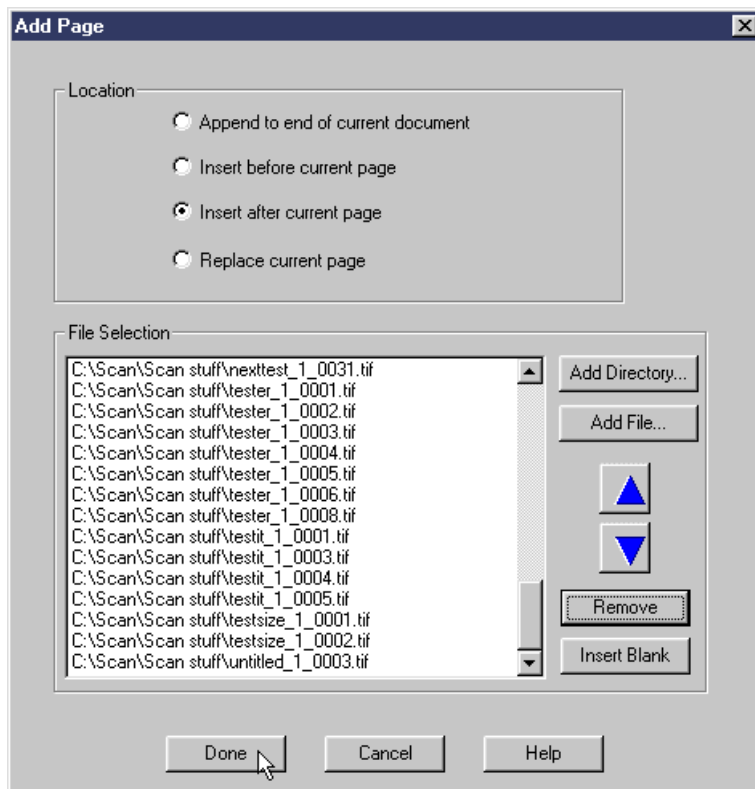 Add Page
Location
Append to end of current document
Insert before current page
Insert after current page
Replace current page
File Selection
C:\Scan\Scan stuff\nexttest_1_0031.tif
C:\Scan\Scan stuff\tester_1_0001.tif
C:\Scan\Scan stuff\tester_1_0002.tif
C:\Scan\Scan stuff\tester_1_0003.tif
C:\Scan\Scan stuff\tester_1_0004.tif
C:\Scan\Scan stuff\tester_1_0005.tif
C:\Scan\Scan stuff\tester_1_0006.tif
C:\Scan\Scan stuff\tester_1_0008.tif
C:\Scan\Scan stuff\testit_1_0001.tif
C:\Scan\Scan stuff\testit_1_0003.tif
C:\Scan\Scan stuff\testit_1_0004.tif
C:\Scan\Scan stuff\testit_1_0005.tif
C:\Scan\Scan stuff\testsize_1_0001.tif
C:\Scan\Scan stuff\testsize_1_0002.tif
C:\Scan\Scan stuff\untitled_1_0003.tif
Add Directory...
Add File...
Remove
Insert Blank
Done
Cancel
Help